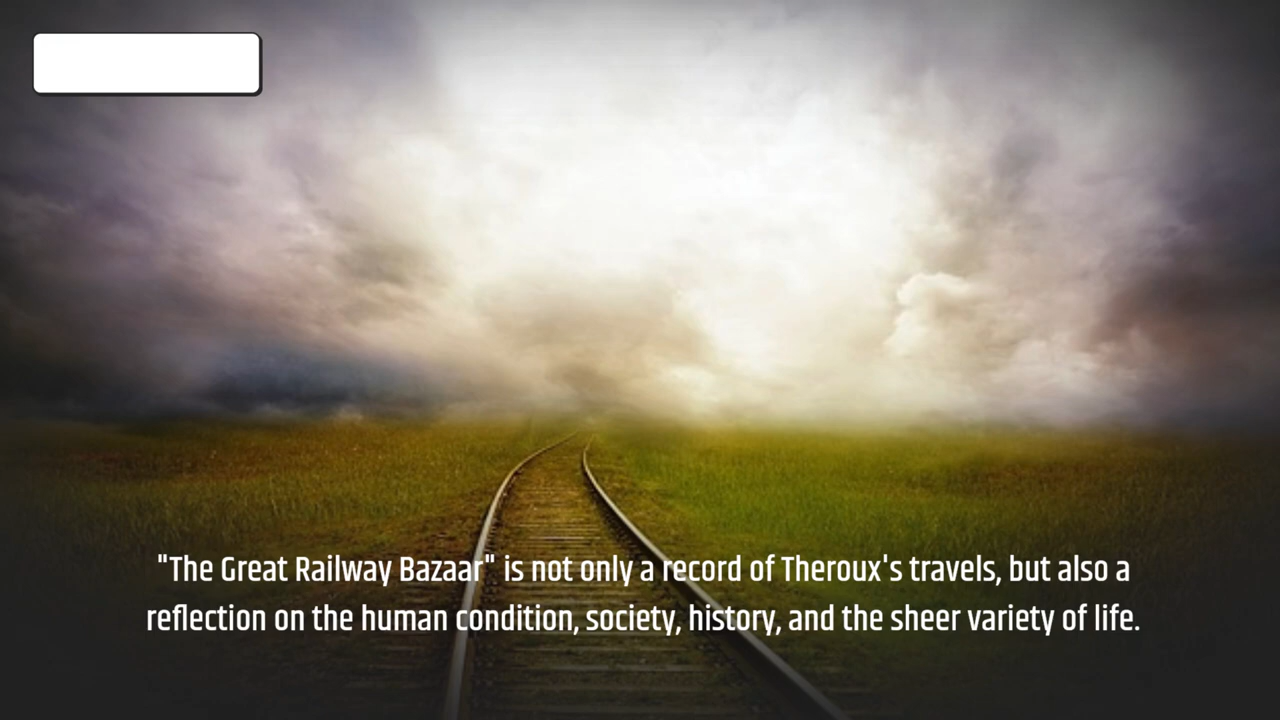 "The Great Railway Bazaar" is not only a record of Theroux's travels, but also a
reflection on the human condition, society, history, and the sheer variety of life.